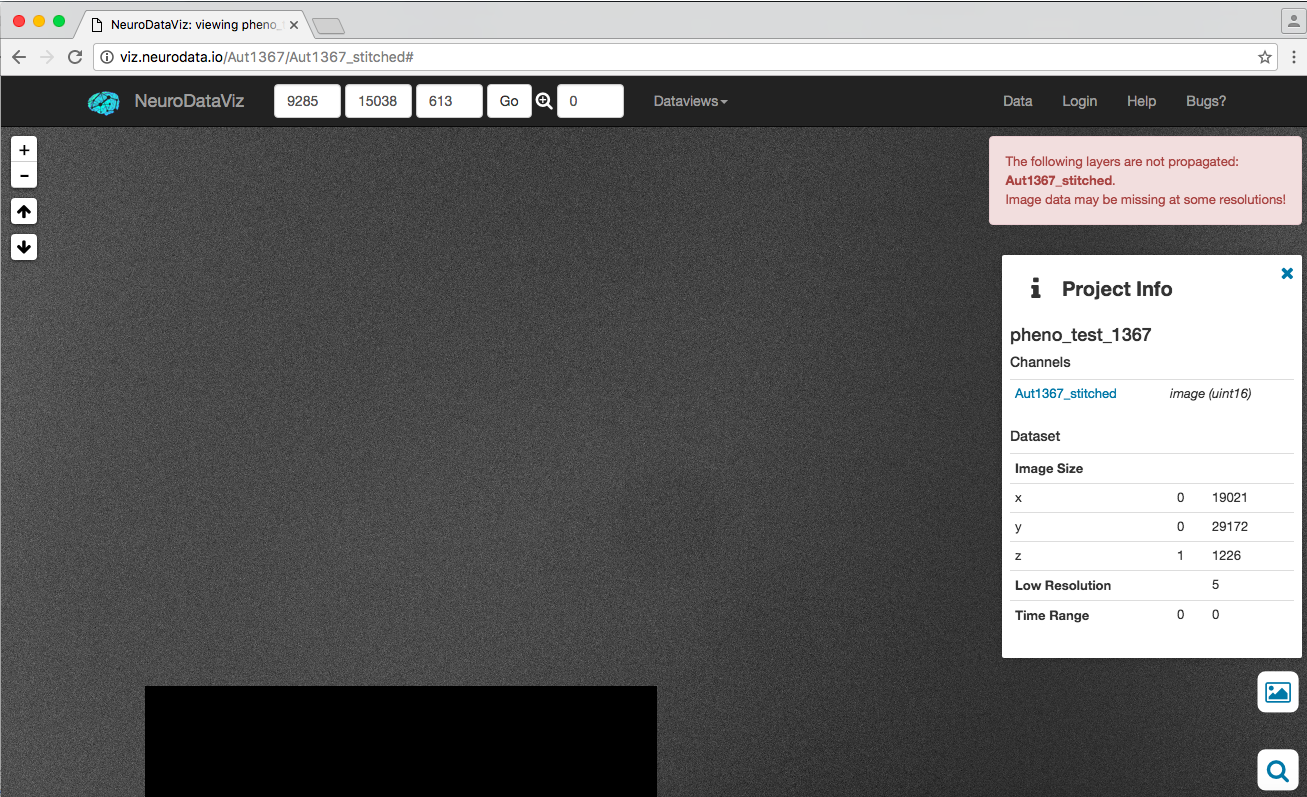 NeuroDataViz: viewing pheno_t
viz.neurodata.io/Aut1367/Aut1367_stitched#
NeuroDataViz 9285 15038 613 Go 0 Dataviews Data Login Help Bugs?
+
−
The following layers are not propagated:
Aut1367_stitched.
Image data may be missing at some resolutions!
Project Info
pheno_test_1367
Channels
Aut1367_stitched image (uint16)
Dataset
Image Size
x 0 19021
y 0 29172
z 1 1226
Low Resolution 5
Time Range 0 0